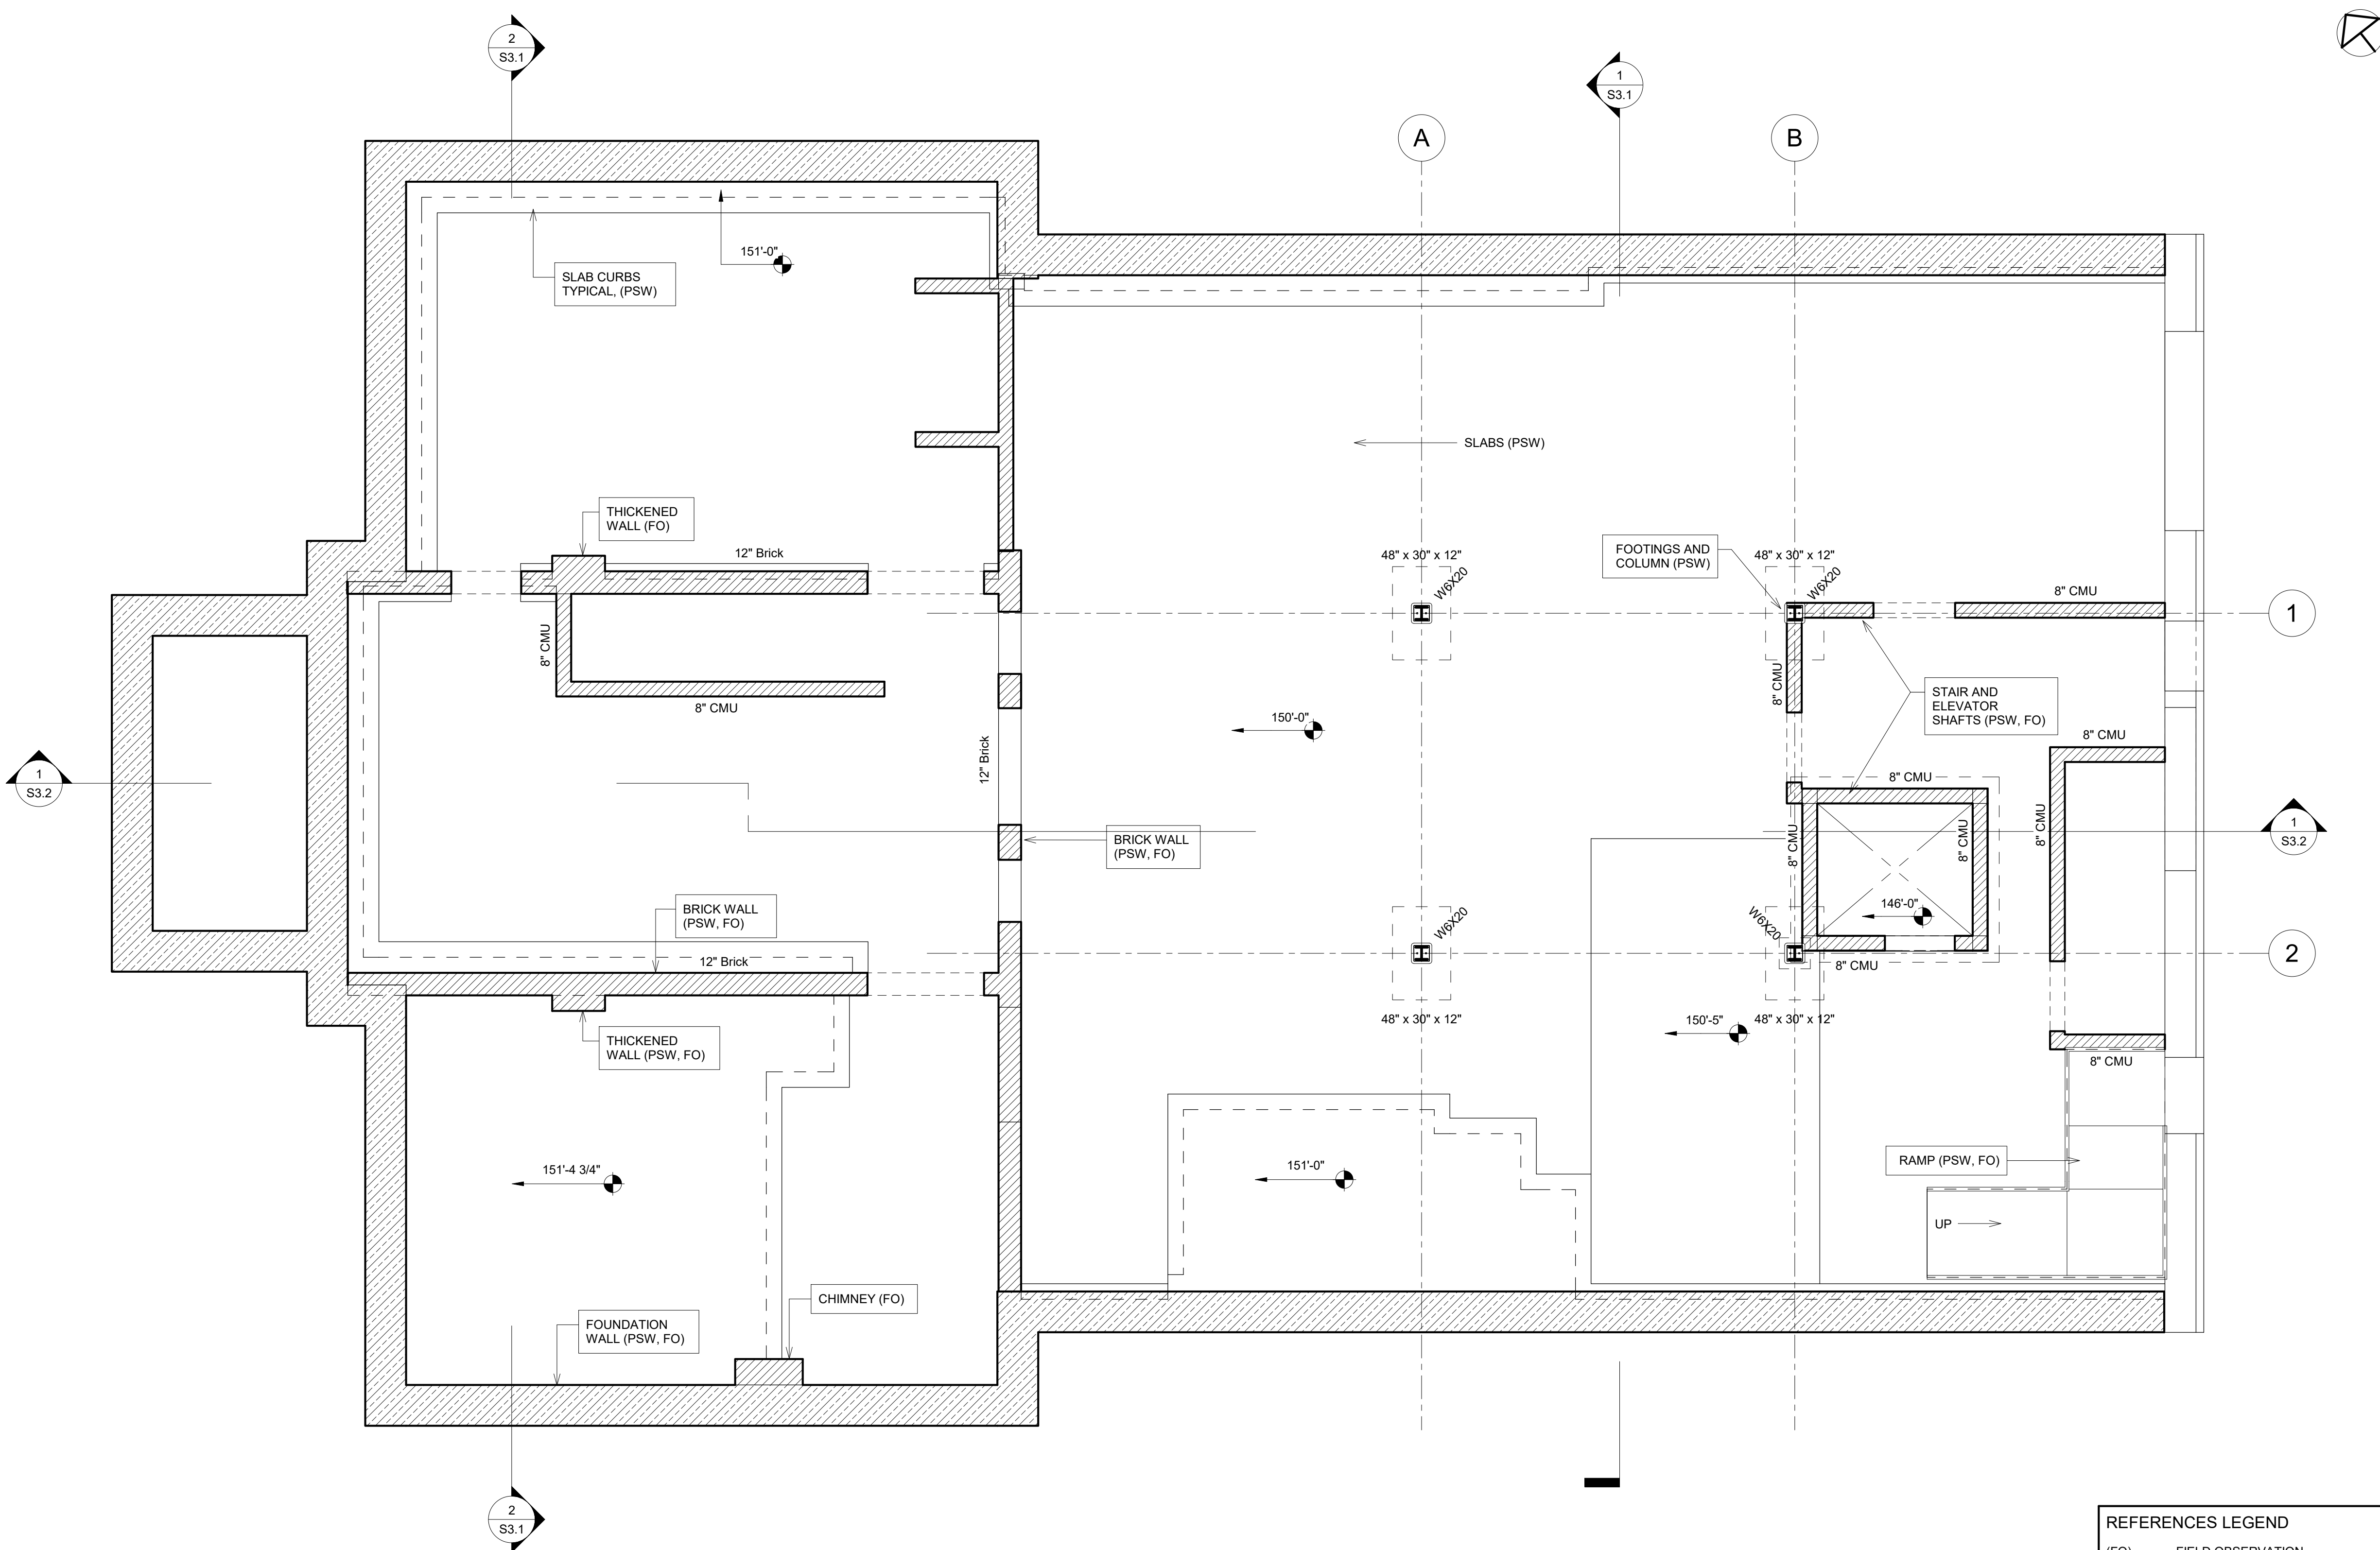 2
S3.1
1
S3.1
A
B
151'-0"
SLAB CURBS
TYPICAL, (PSW)
SLABS (PSW)
THICKENED
WALL (FO)
12" Brick
48" x 30" x 12"
W6X20
FOOTINGS AND
COLUMN (PSW)
48" x 30" x 12"
W6X20
8" CMU
1
8" CMU
8" CMU
8" CMU
STAIR AND
ELEVATOR
SHAFTS (PSW, FO)
150'-0"
8" CMU
1
S3.2
12" Brick
8" CMU
8" CMU
8" CMU
8" CMU
1
S3.2
BRICK WALL
(PSW, FO)
BRICK WALL
(PSW, FO)
146'-0"
W6X20
W6X20
12" Brick
8" CMU
2
48" x 30" x 12"
150'-5"
48" x 30" x 12"
THICKENED
WALL (PSW, FO)
8" CMU
151'-4 3/4"
151'-0"
RAMP (PSW, FO)
UP
CHIMNEY (FO)
FOUNDATION
WALL (PSW, FO)
2
S3.1
REFERENCES LEGEND
(FO) FIELD OBSERVATION